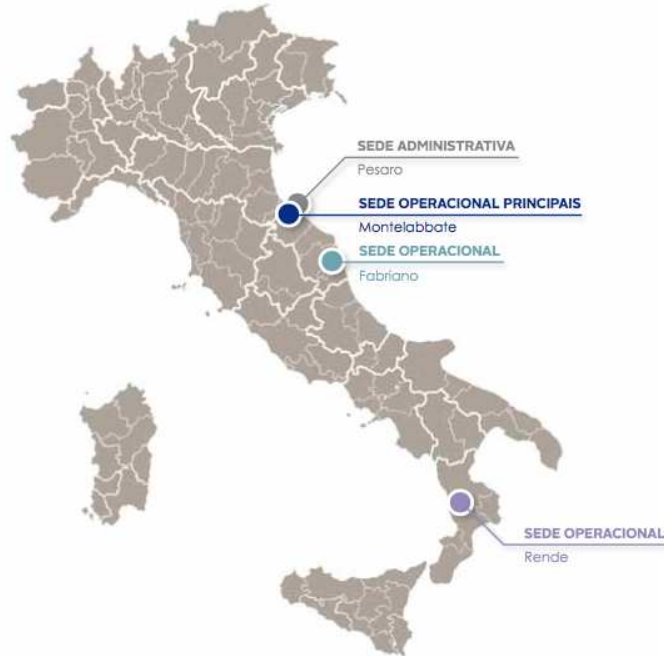 SEDE ADMINISTRATIVA
Pesaro
SEDE OPERACIONAL PRINCIPAIS
Montelabbate
SEDE OPERACIONAL
Fabriano
SEDE OPERACIONAL
Rende